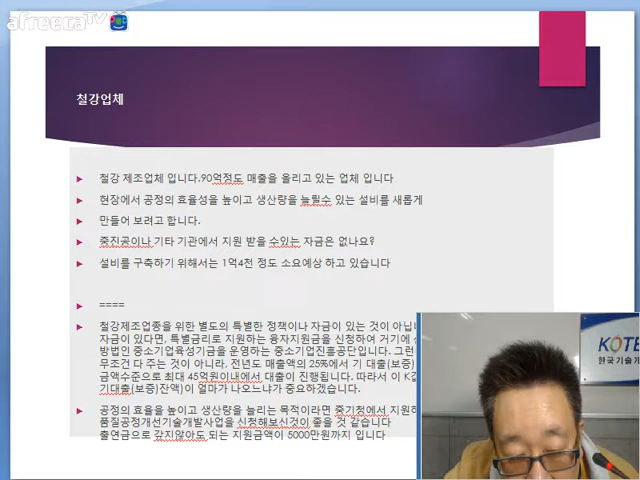 afreecaTV
철강업체
철강 제조업체 입니다.90억정도 매출을 올리고 있는 업체 입니다
현장에서 공정의 효율성을 높이고 생산량을 늘릴수 있는 설비를 새롭게
만들어 보려고 합니다.
중진공이나 기타 기관에서 지원 받을 수있는 자금은 없나요?
설비를 구축하기 위해서는 1억4천 정도 소요예상 하고 있습니다
====
철강제조업종을 위한 별도의 특별한 정책이나 자금이 있는 것이 아닙니
자금이 있다면, 특별금리로 지원하는 융자지원금을 신청하여 거기에
방법인 중소기업육성기금을 운영하는 중소기업진흥공단입니다. 그런
무조건 다 주는 것이 아니라, 전년도 매출액의 25%에서 기 대출(보증)
금액수준으로 최대 45억원이내에서 대출이 진행됩니다. 따라서 이 K값
기대출(보증)잔액)이 얼마가 나오느냐가 중요하겠습니다.
공정의 효율을 높이고 생산량을 늘리는 목적이라면 중기청에서 지원하
품질공정개선기술개발사업을 신청해보신것이 좋을 것 같습니다
출연금으로 갚지않아도 되는 지원금액이 5000만원까지 입니다
KOTE
한국기술